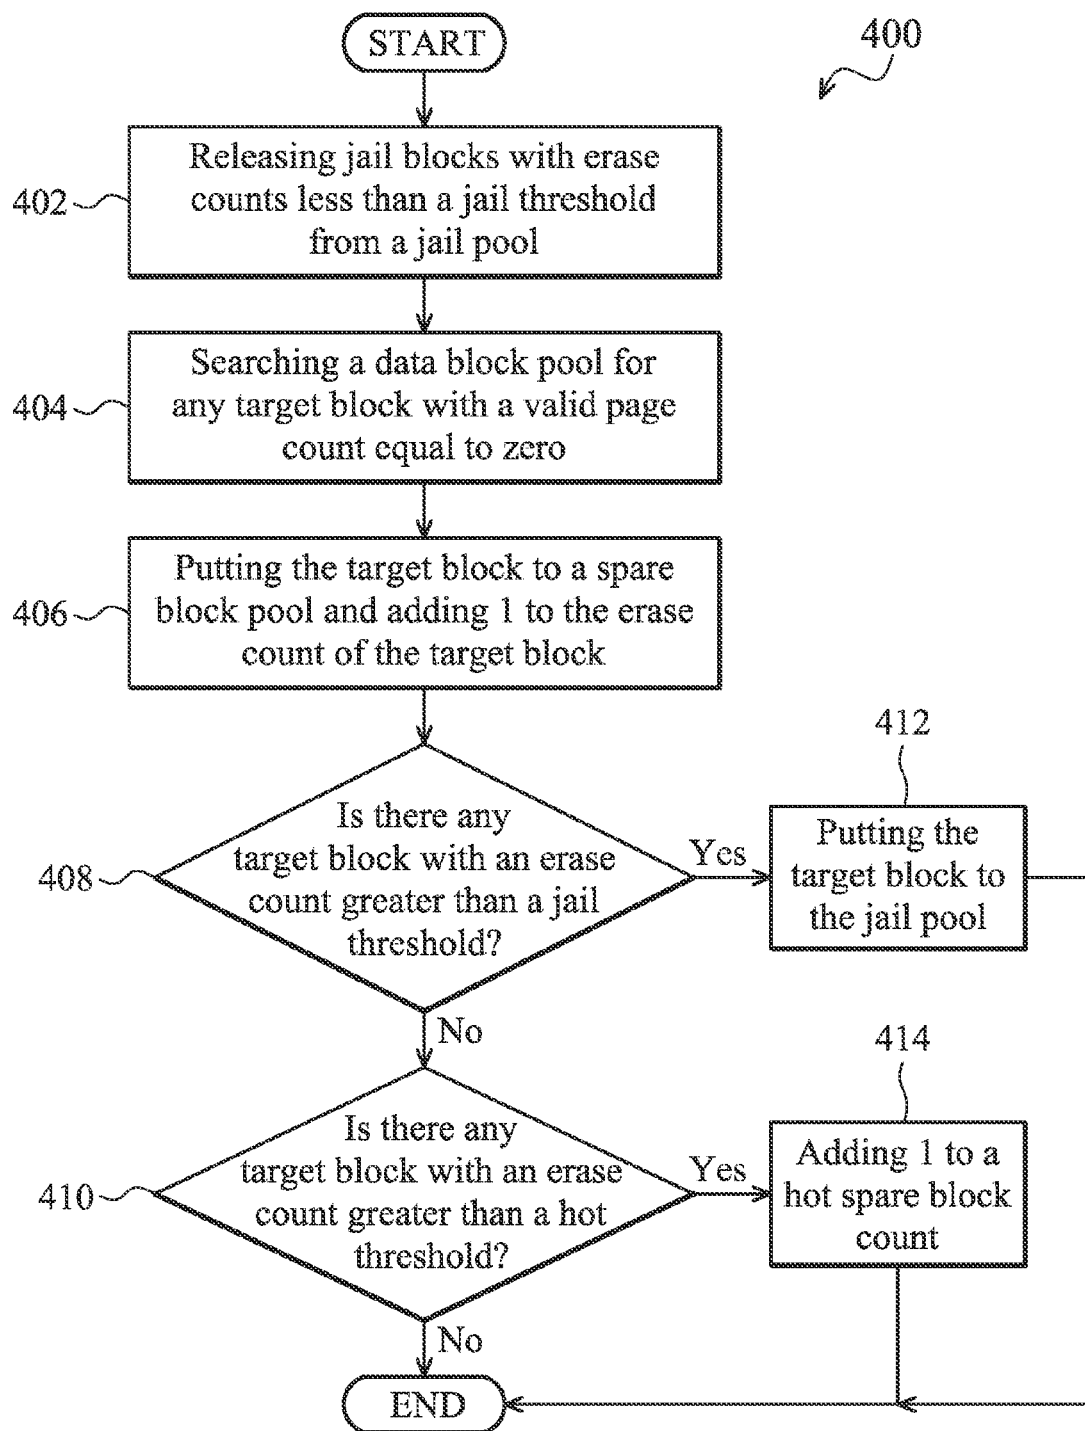 START
400
Releasing jail blocks with erase
counts less than a jail threshold
from a jail pool
402
Searching a data block pool for
any target block with a valid page
count equal to zero
404
Putting the target block to a spare
block pool and adding 1 to the erase
count of the target block
406
Is there any
target block with an erase
count greater than a jail
threshold?
408
Yes
412
Putting the
target block to
the jail pool
No
Is there any
target block with an erase
count greater than a hot
threshold?
410
Yes
414
Adding 1 to a
hot spare block
count
No
END